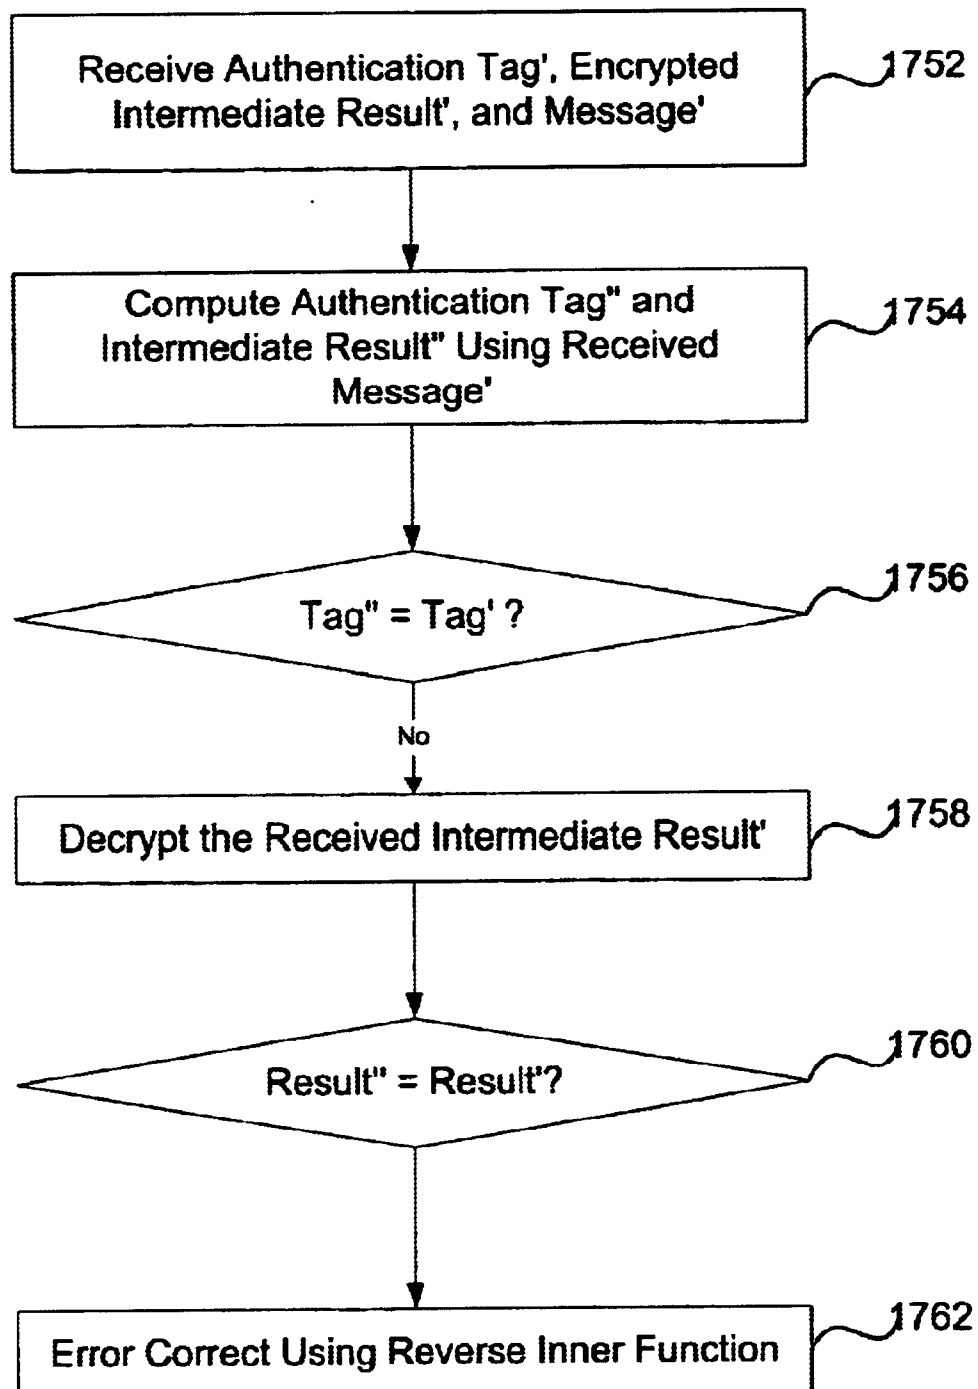 Receive Authentication Tag', Encrypted
Intermediate Result', and Message'
1752
Compute Authentication Tag" and
Intermediate Result" Using Received
Message'
1754
Tag" = Tag' ?
1756
No
Decrypt the Received Intermediate Result'
1758
Result" = Result'?
1760
Error Correct Using Reverse Inner Function
1762